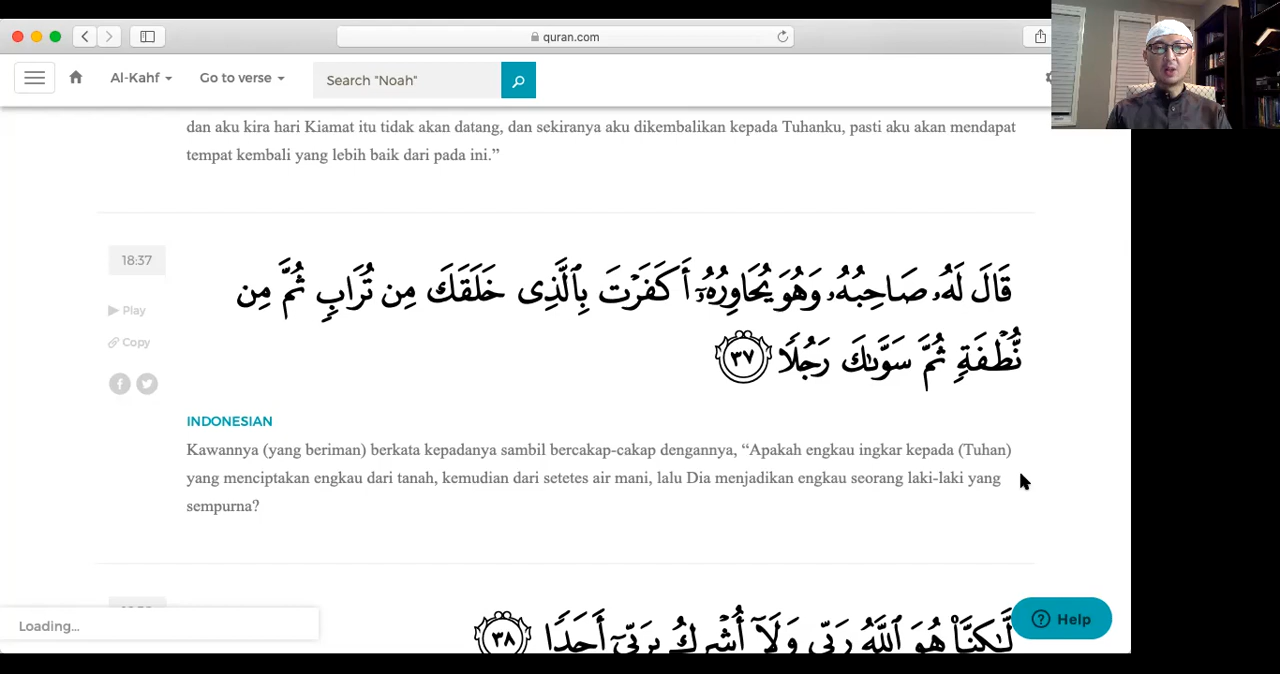 quran.com
Al-Kahf
Go to verse
Search "Noah"
dan aku kira hari Kiamat itu tidak akan datang, dan sekiranya aku dikembalikan kepada Tuhanku, pasti aku akan mendapat
tempat kembali yang lebih baik dari pada ini.”
18:37
قَالَ لَهُۥ صَاحِبُهُۥ وَهُوَ يُحَاوِرُهُۥٓ أَكَفَرْتَ بِٱلَّذِى خَلَقَكَ مِن تُرَابٍ ثُمَّ مِن
نُّطْفَةٍ ثُمَّ سَوَّىٰكَ رَجُلًا ٣٧
Play
Copy
INDONESIAN
Kawannya (yang beriman) berkata kepadanya sambil bercakap-cakap dengannya, “Apakah engkau ingkar kepada (Tuhan)
yang menciptakan engkau dari tanah, kemudian dari setetes air mani, lalu Dia menjadikan engkau seorang laki-laki yang
sempurna?
لَّٰكِنَّا۠ هُوَ ٱللَّهُ رَبِّى وَلَآ أُشْرِكُ بِرَبِّىٓ أَحَدًا ٣٨
Loading...
Help